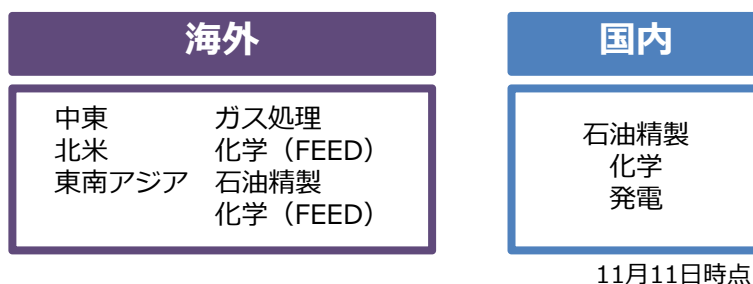 海外
中東 ガス処理
北米 化学（FEED）
東南アジア 石油精製
化学（FEED）
国内
石油精製
化学
発電
11月11日時点